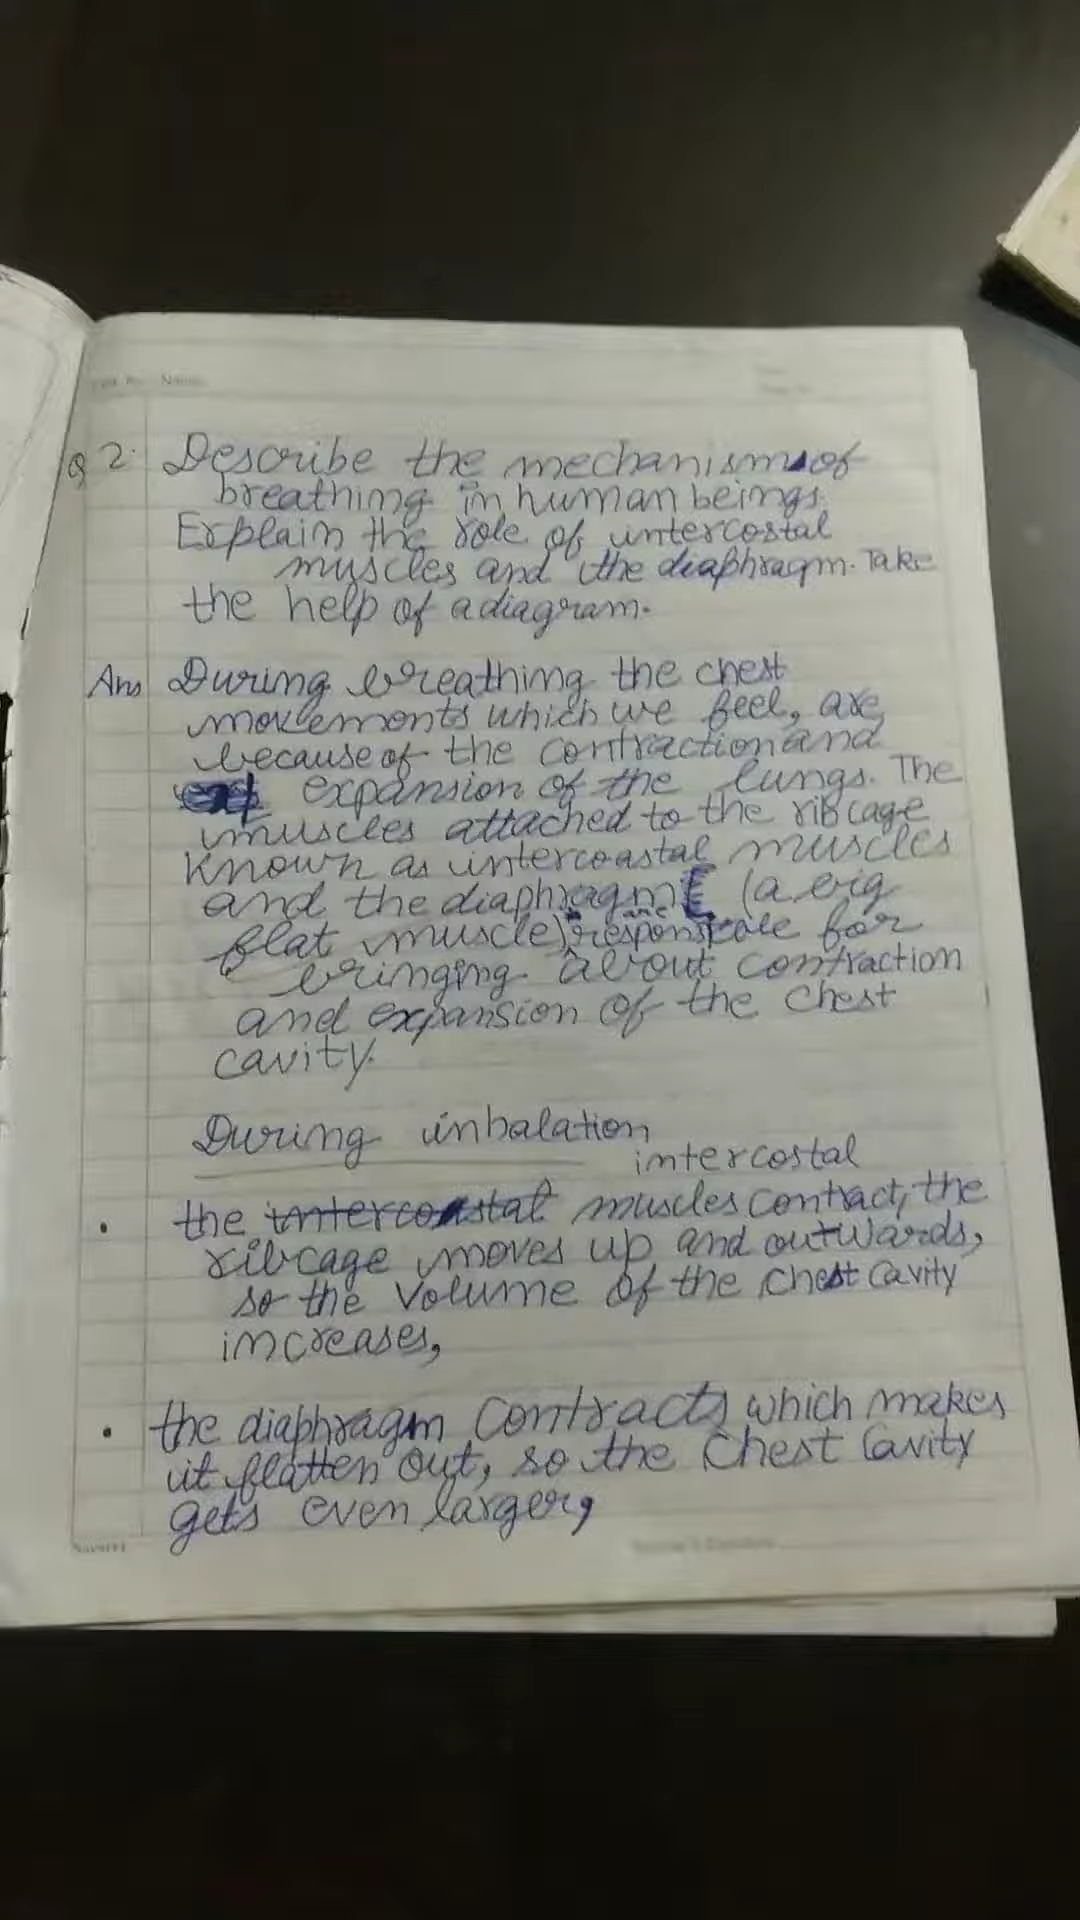 Q 2. Describe the mechanism of
breathing in human beings.
Explain the role of intercostal
muscles and the diaphragm. Take
the help of a diagram.
Ans During breathing the chest
movements which we feel, are
because of the contraction and
exp expansion of the lungs. The
muscles attached to the rib cage
known as intercoastal muscles
and the diaphragm (a big
flat muscle) are responsible for
bringing about contraction
and expansion of the chest
cavity.
During inhalation
intercostal
• the intercoastal muscles contract, the
ribcage moves up and outwards,
so the volume of the chest cavity
increases,
• the diaphragm contracts which makes
it flatten out, so the chest cavity
gets even larger,